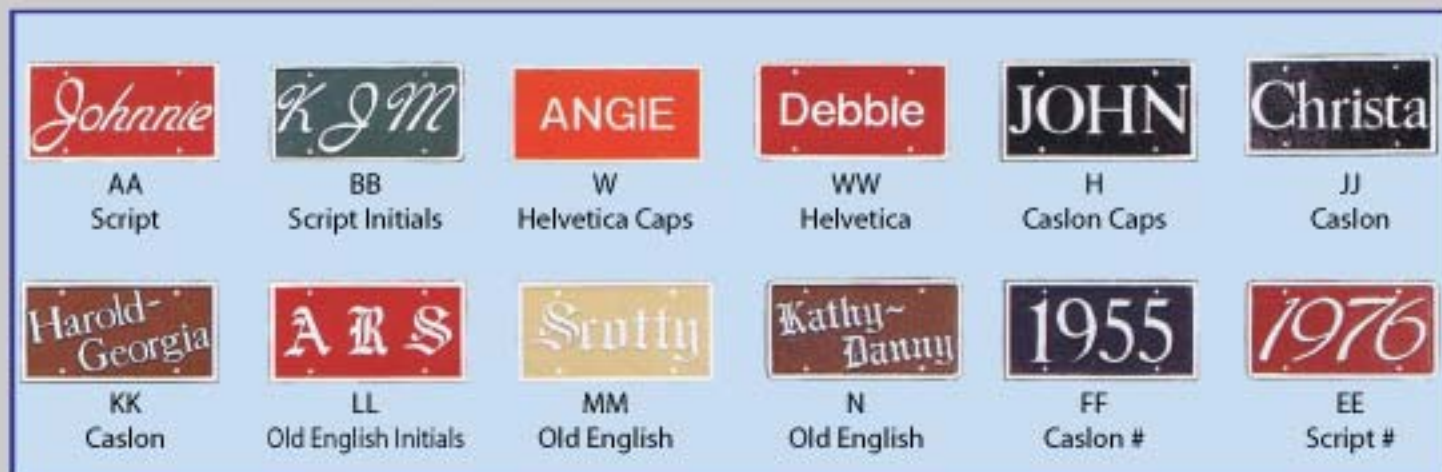 Johnnie
AA
Script
K J M
BB
Script Initials
ANGIE
W
Helvetica Caps
Debbie
WW
Helvetica
JOHN
H
Caslon Caps
Christa
JJ
Caslon
Harold-
Georgia
KK
Caslon
A R S
LL
Old English Initials
Scotty
MM
Old English
Kathy~
Danny
N
Old English
1955
FF
Caslon #
1976
EE
Script #